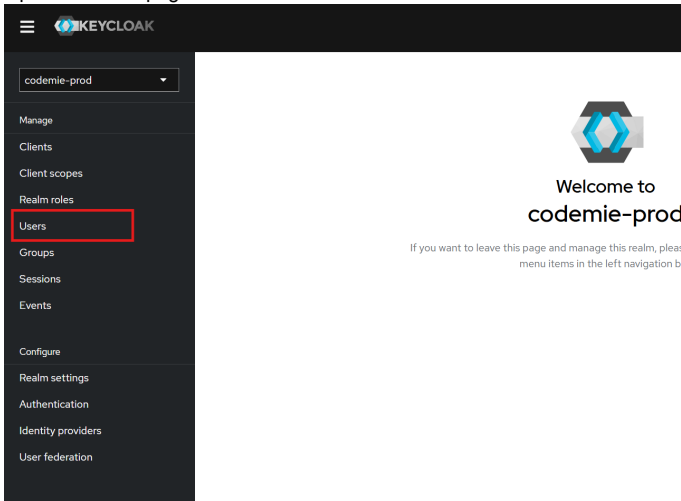 KEYCLOAK
codemie-prod
Manage
Clients
Client scopes
Realm roles
Users
Groups
Sessions
Events
Configure
Realm settings
Authentication
Identity providers
User federation
Welcome to
codemie-prod
If you want to leave this page and manage this realm, pleas
menu items in the left navigation b